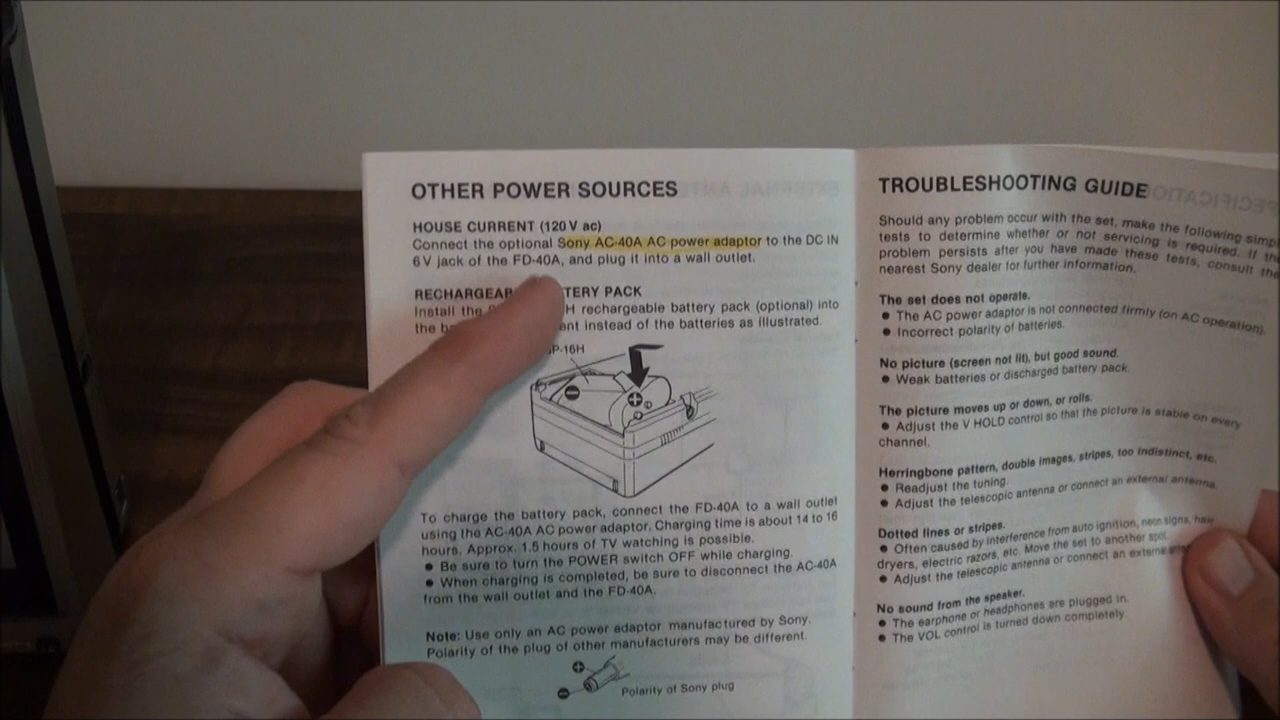 OTHER POWER SOURCES
HOUSE CURRENT (120 V ac)
Connect the optional Sony AC-40A AC power adaptor to the DC IN
6 V jack of the FD-40A, and plug it into a wall outlet.
RECHARGEAB TERY PACK
Install the H rechargeable battery pack (optional) into
the ba nt instead of the batteries as illustrated.
P-16H
To charge the battery pack, connect the FD-40A to a wall outlet
using the AC-40A AC power adaptor. Charging time is about 14 to 16
hours. Approx. 1.5 hours of TV watching is possible.
● Be sure to turn the POWER switch OFF while charging.
● When charging is completed, be sure to disconnect the AC-40A
from the wall outlet and the FD-40A.
Note: Use only an AC power adaptor manufactured by Sony.
Polarity of the plug of other manufacturers may be different.
Polarity of Sony plug
TROUBLESHOOTING GUIDE
Should any problem occur with the set, make the following simp
tests to determine whether or not servicing is required. If the
problem persists after you have made these tests, consult the
nearest Sony dealer for further information.
The set does not operate.
● The AC power adaptor is not connected firmly (on AC operation).
● Incorrect polarity of batteries.
No picture (screen not lit), but good sound.
● Weak batteries or discharged battery pack.
The picture moves up or down, or rolls.
● Adjust the V HOLD control so that the picture is stable on every
channel.
Herringbone pattern, double images, stripes, too indistinct, etc.
● Readjust the tuning.
● Adjust the telescopic antenna or connect an external antenna.
Dotted lines or stripes.
● Often caused by interference from auto ignition, neon signs, hair
dryers, electric razors, etc. Move the set to another spot.
● Adjust the telescopic antenna or connect an external
No sound from the speaker.
● The earphone or headphones are plugged in.
● The VOL control is turned down completely.